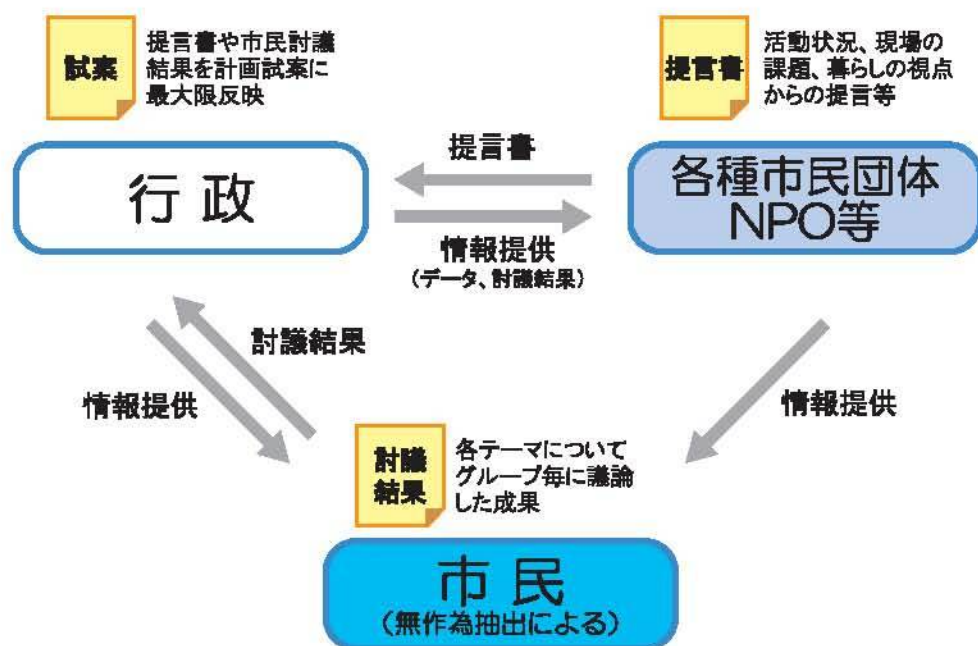 試案
提言書や市民討議
結果を計画試案に
最大限反映
提言書
活動状況、現場の
課題、暮らしの視点
からの提言等
行政
提言書
各種市民団体
NPO等
情報提供
(データ、討議結果)
討議結果
情報提供
情報提供
討議
結果
各テーマについて
グループ毎に議論
した成果
市民
(無作為抽出による)